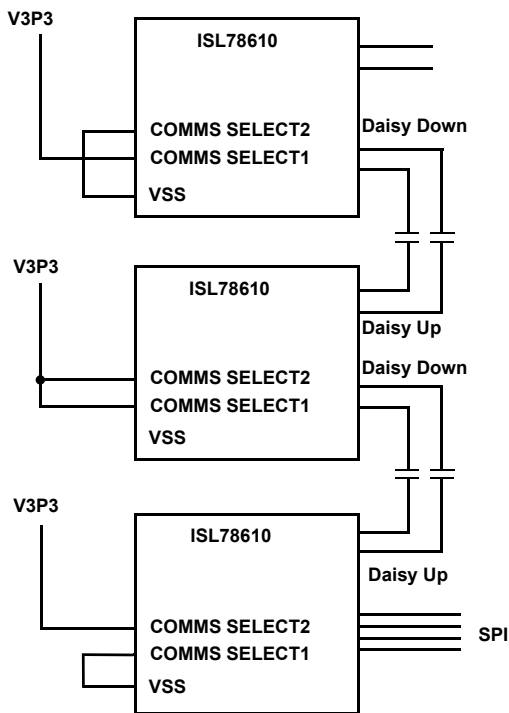 V3P3
ISL78610
COMMS SELECT2
Daisy Down
COMMS SELECT1
VSS
V3P3
ISL78610
Daisy Up
Daisy Down
COMMS SELECT2
COMMS SELECT1
VSS
V3P3
ISL78610
Daisy Up
COMMS SELECT2
SPI
COMMS SELECT1
VSS